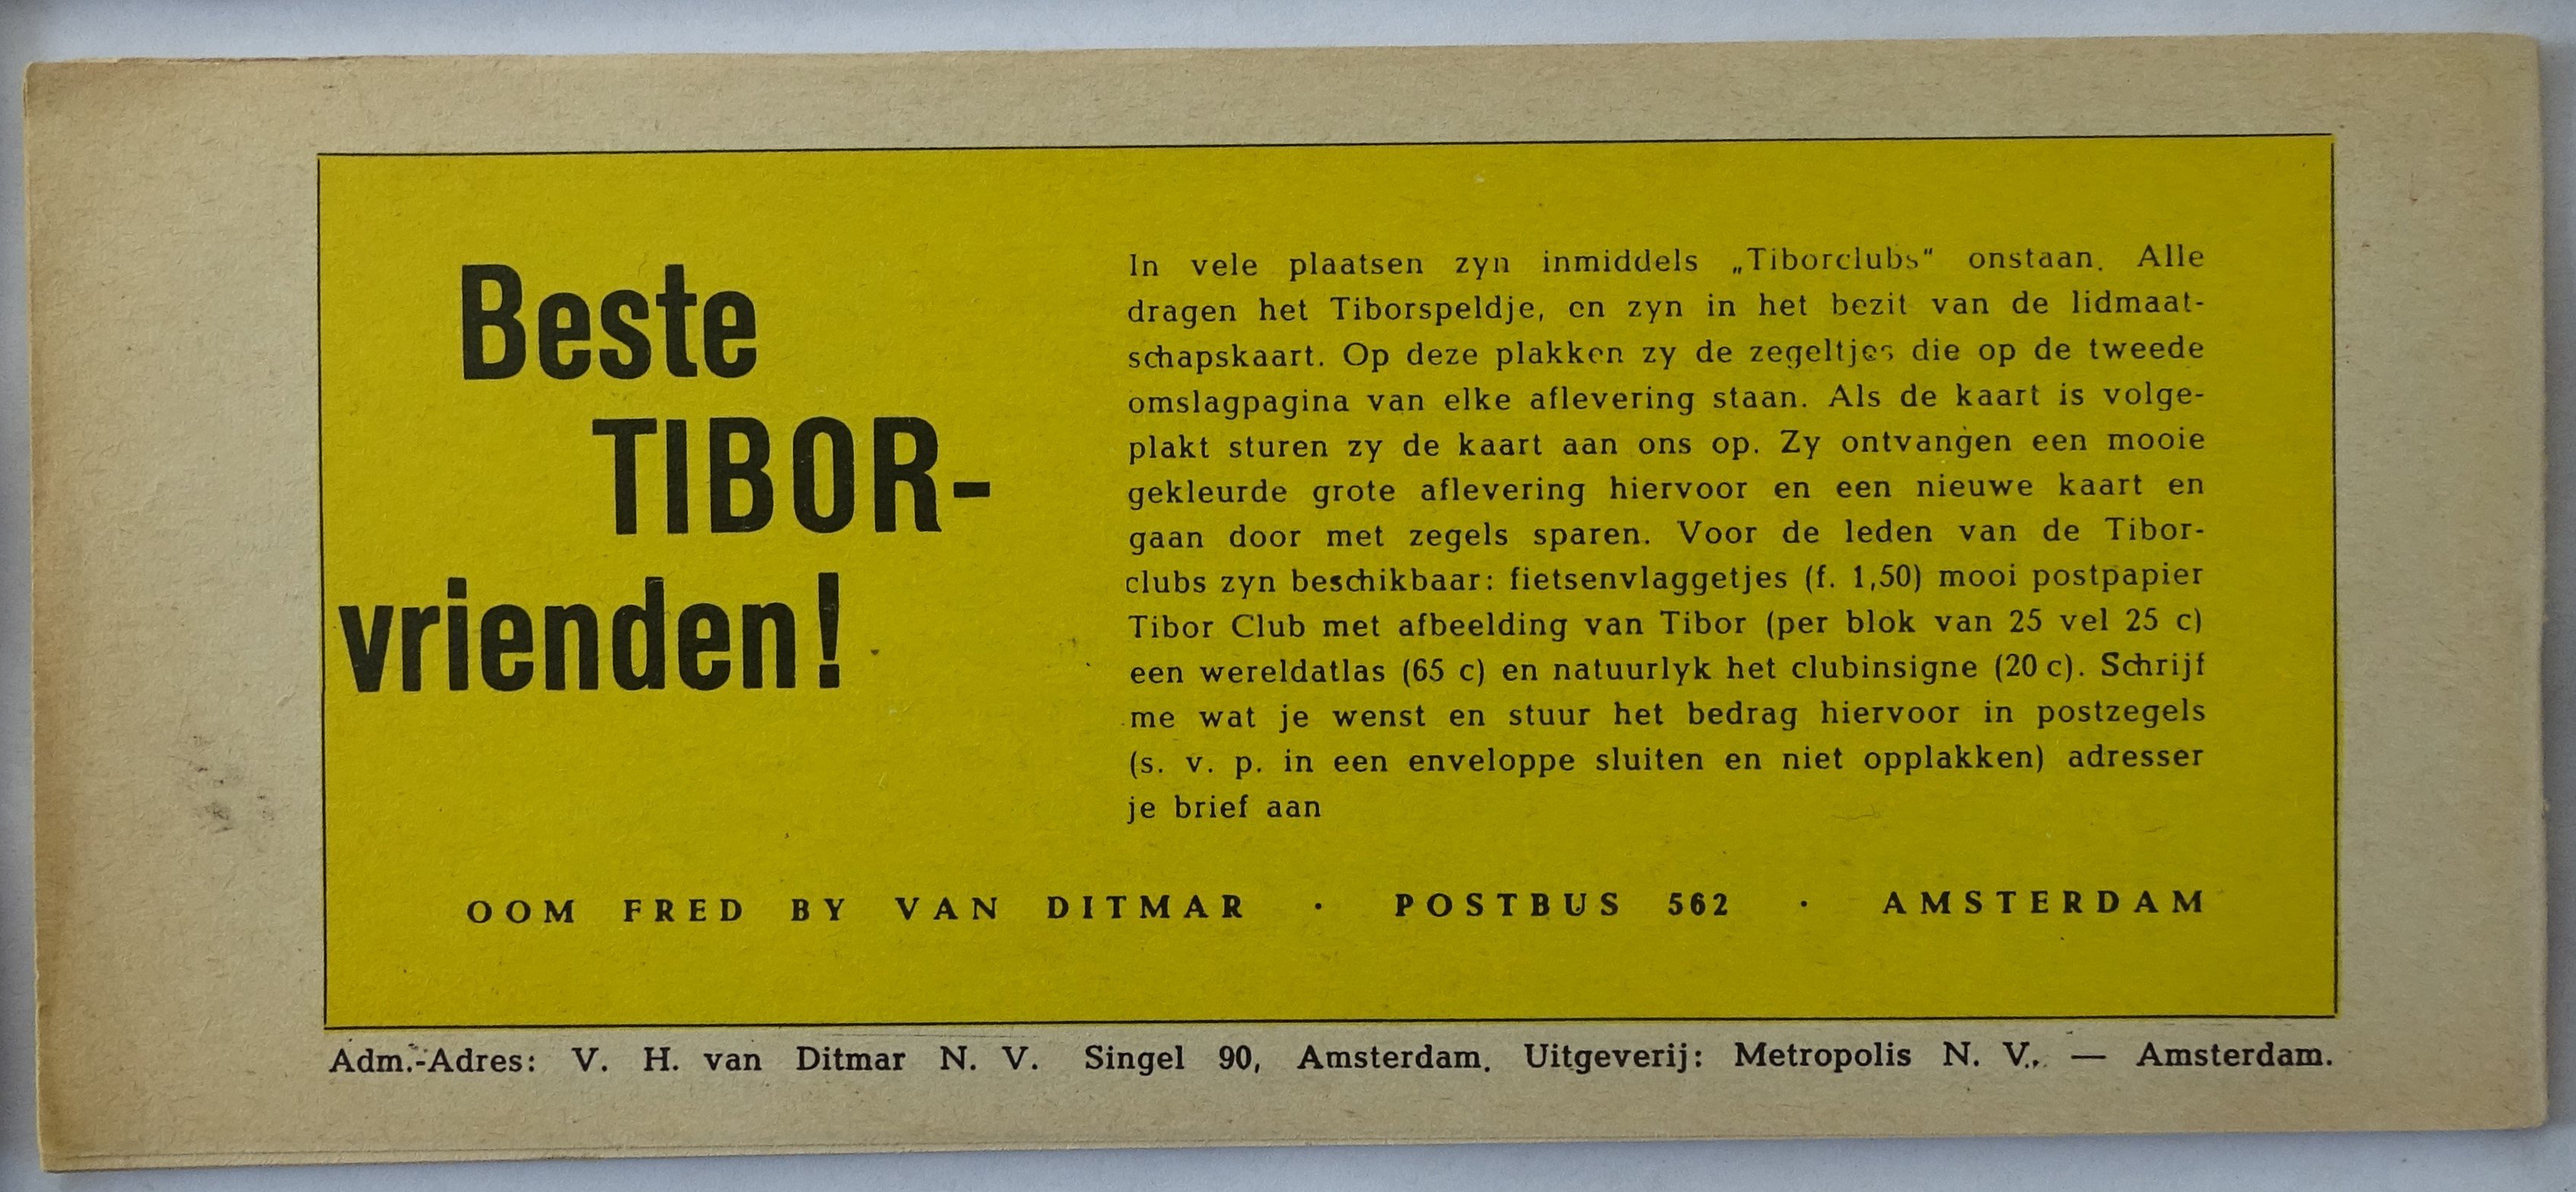 Beste
TIBOR-
vrienden!
In vele plaatsen zyn inmiddels „Tiborclubs“ onstaan. Alle
dragen het Tiborspeldje, en zyn in het bezit van de lidmaat-
schapskaart. Op deze plakken zy de zegeltjes die op de tweede
omslagpagina van elke aflevering staan. Als de kaart is volge-
plakt sturen zy de kaart aan ons op. Zy ontvangen een mooie
gekleurde grote aflevering hiervoor en een nieuwe kaart en
gaan door met zegels sparen. Voor de leden van de Tibor-
clubs zyn beschikbaar: fietsenvlaggetjes (f. 1,50) mooi postpapier
Tibor Club met afbeelding van Tibor (per blok van 25 vel 25 c)
een wereldatlas (65 c) en natuurlyk het clubinsigne (20 c). Schrijf
me wat je wenst en stuur het bedrag hiervoor in postzegels
(s. v. p. in een enveloppe sluiten en niet opplakken) adresser
je brief aan
OOM FRED BY VAN DITMAR · POSTBUS 562 · AMSTERDAM
Adm.-Adres: V. H. van Ditmar N. V. Singel 90, Amsterdam. Uitgeverij: Metropolis N. V. — Amsterdam.